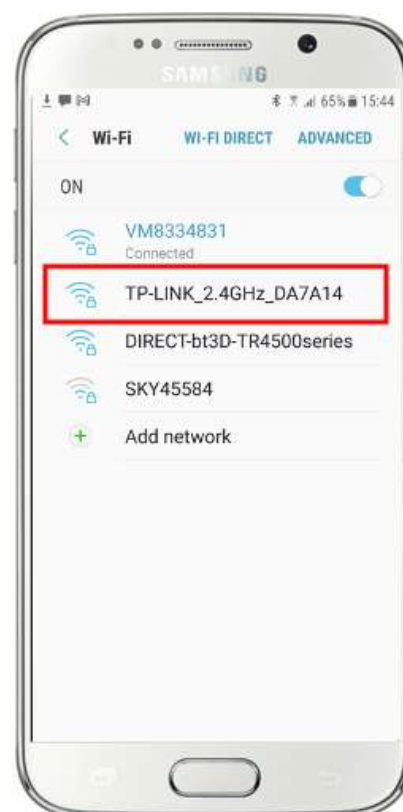 SAMSUNG
65% 15:44
Wi-Fi WI-FI DIRECT ADVANCED
ON
VM8334831
Connected
TP-LINK_2.4GHz_DA7A14
DIRECT-bt3D-TR4500series
SKY45584
Add network